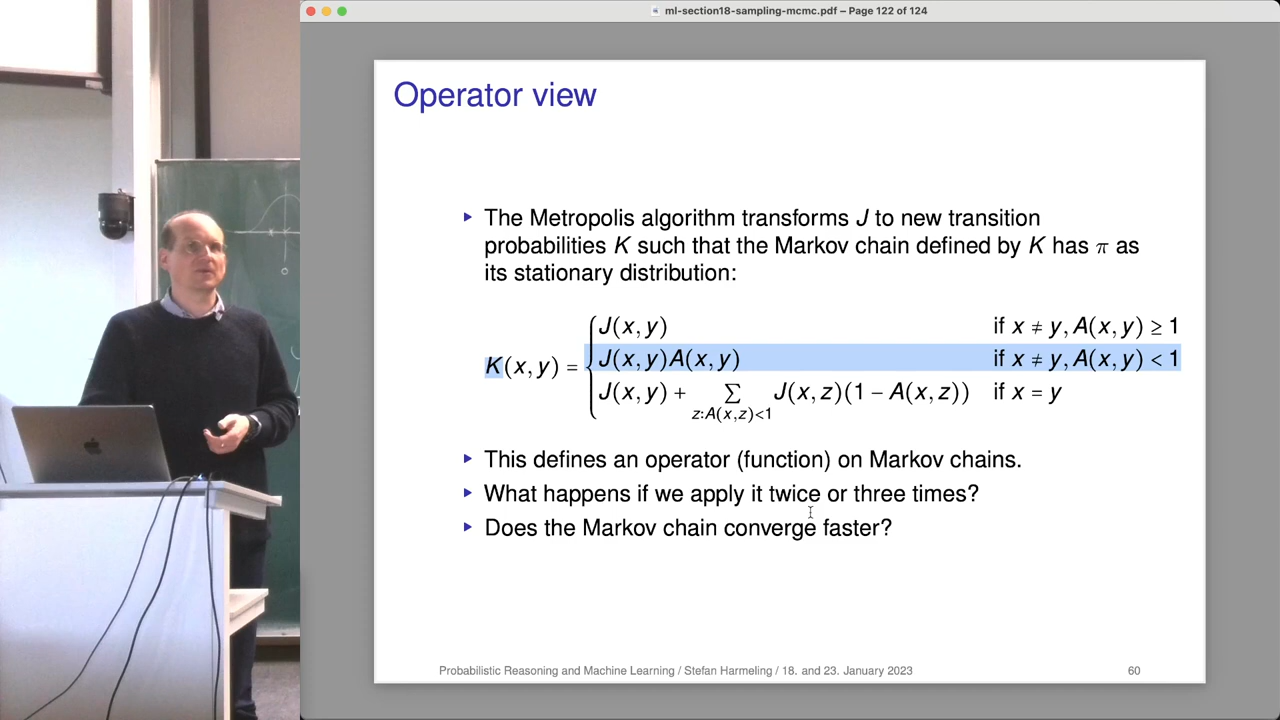 ml-section18-sampling-mcmc.pdf – Page 122 of 124
Operator view
The Metropolis algorithm transforms J to new transition
probabilities K such that the Markov chain defined by K has π as
its stationary distribution:
K(x, y) = { J(x, y) if x ≠ y, A(x, y) ≥ 1
J(x, y)A(x, y) if x ≠ y, A(x, y) < 1
J(x, y) + ∑ J(x, z)(1 − A(x, z)) if x = y
z:A(x,z)<1
This defines an operator (function) on Markov chains.
What happens if we apply it twice or three times?
Does the Markov chain converge faster?
Probabilistic Reasoning and Machine Learning / Stefan Harmeling / 18. and 23. January 2023 60